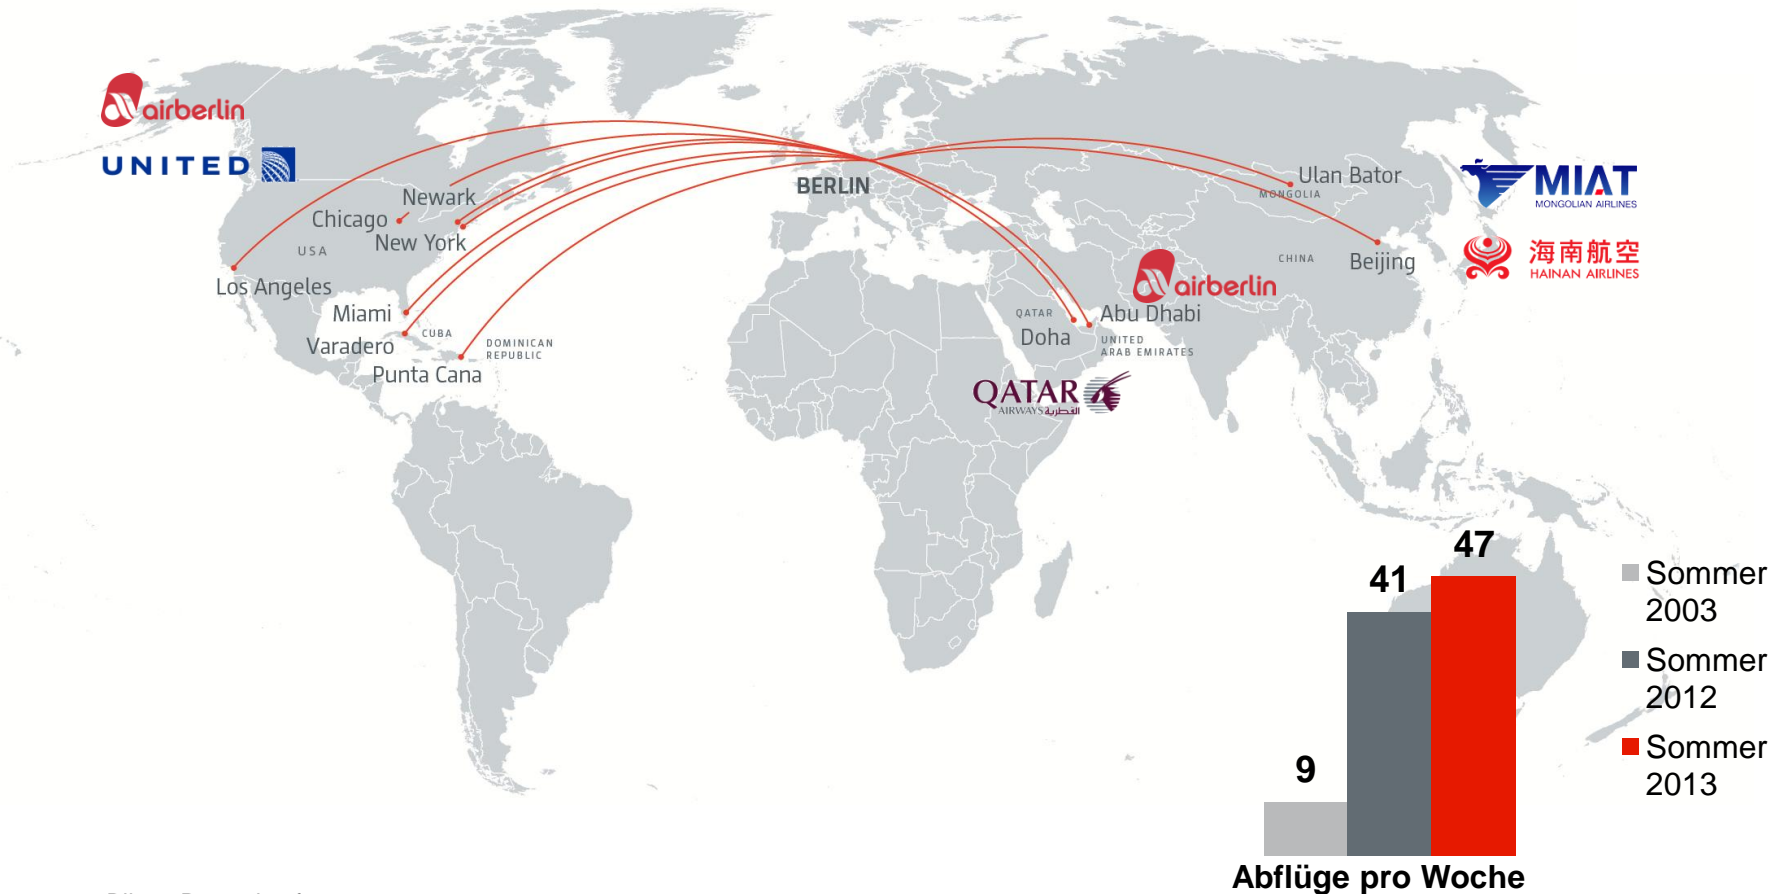 airberlin
UNITED
Newark
Chicago
New York
USA
Los Angeles
Miami
CUBA
Varadero
DOMINICAN
REPUBLIC
Punta Cana
BERLIN
Ulan Bator
MONGOLIA
MIAT
MONGOLIAN AIRLINES
海南航空
HAINAN AIRLINES
CHINA
Beijing
airberlin
QATAR
Abu Dhabi
Doha
UNITED
ARAB EMIRATES
QATAR
AIRWAYS القطرية
47
41
9
Abflüge pro Woche
Sommer
2003
Sommer
2012
Sommer
2013